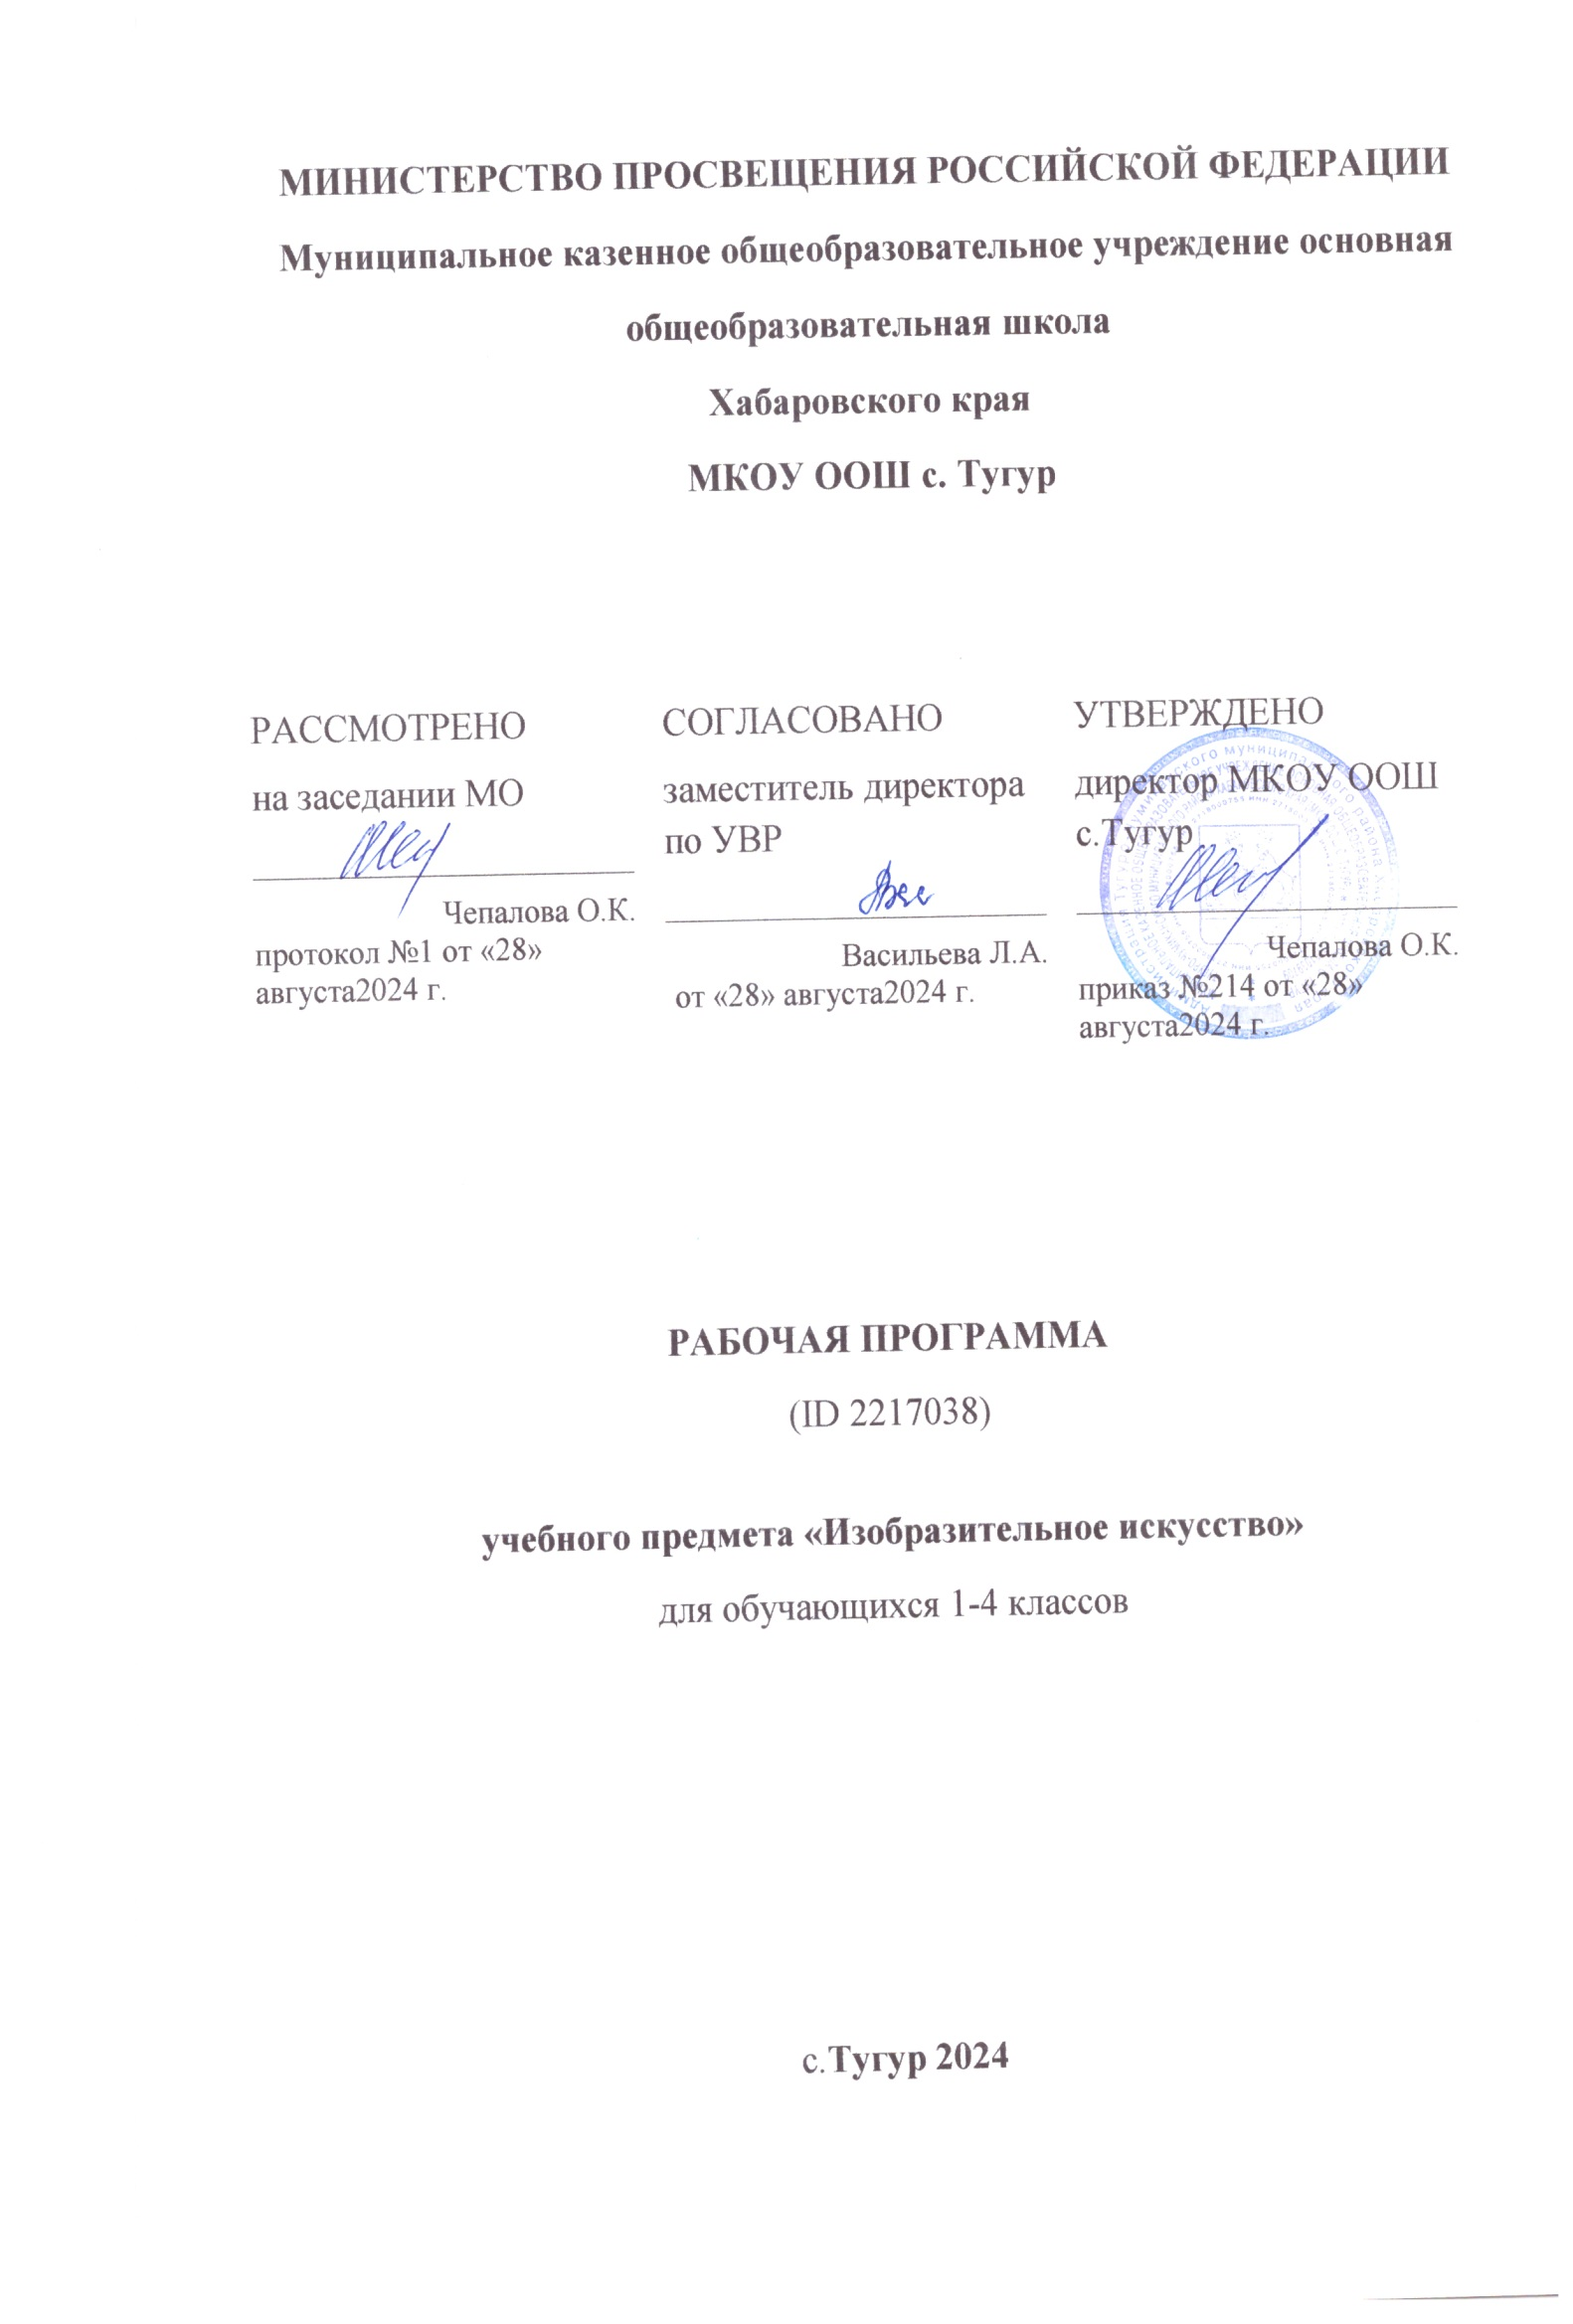 МИНИСТЕРСТВО ПРОСВЕЩЕНИЯ РОССИЙСКОЙ ФЕДЕРАЦИИ
Муниципальное казенное общеобразовательное учреждение основная
общеобразовательная школа
Хабаровского края
МКОУ ООШ с. Тугур
РАССМОТРЕНО
на заседании МО
Чепалова О.К.
протокол №1 от «28»
августа2024 г.
СОГЛАСОВАНО
заместитель директора
по УВР
Васильева Л.А.
от «28» августа2024 г.
УТВЕРЖДЕНО
директор МКОУ ООШ
с.Тугур
Чепалова О.К.
приказ №214 от «28»
августа2024 г.
РАБОЧАЯ ПРОГРАММА
(ID 2217038)
учебного предмета «Изобразительное искусство»
для обучающихся 1-4 классов
с.Тугур 2024